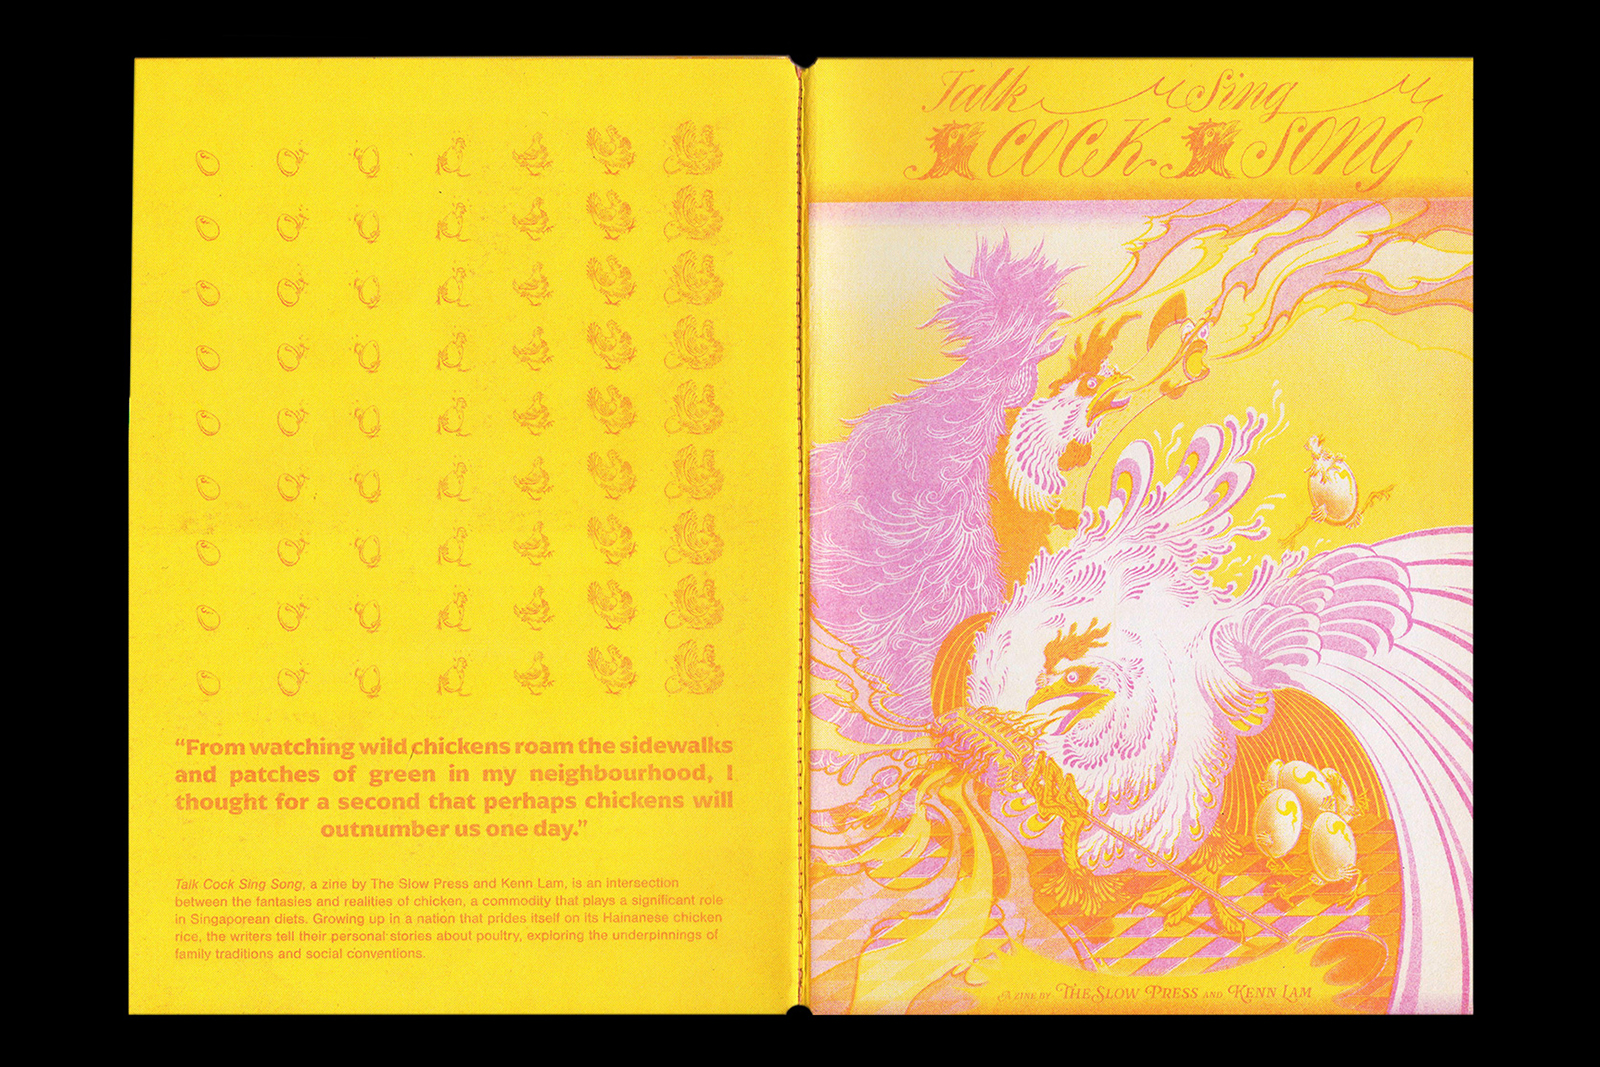 “From watching wild chickens roam the sidewalks
and patches of green in my neighbourhood, I
thought for a second that perhaps chickens will
outnumber us one day.”
Talk Cock Sing Song, a zine by The Slow Press and Kenn Lam, is an intersection
between the fantasies and realities of chicken, a commodity that plays a significant role
in Singaporean diets. Growing up in a nation that prides itself on its Hainanese chicken
rice, the writers tell their personal stories about poultry, exploring the underpinnings of
family traditions and social conventions.
Talk Sing
COCK SONG
A ZINE BY THE SLOW PRESS AND KENN LAM